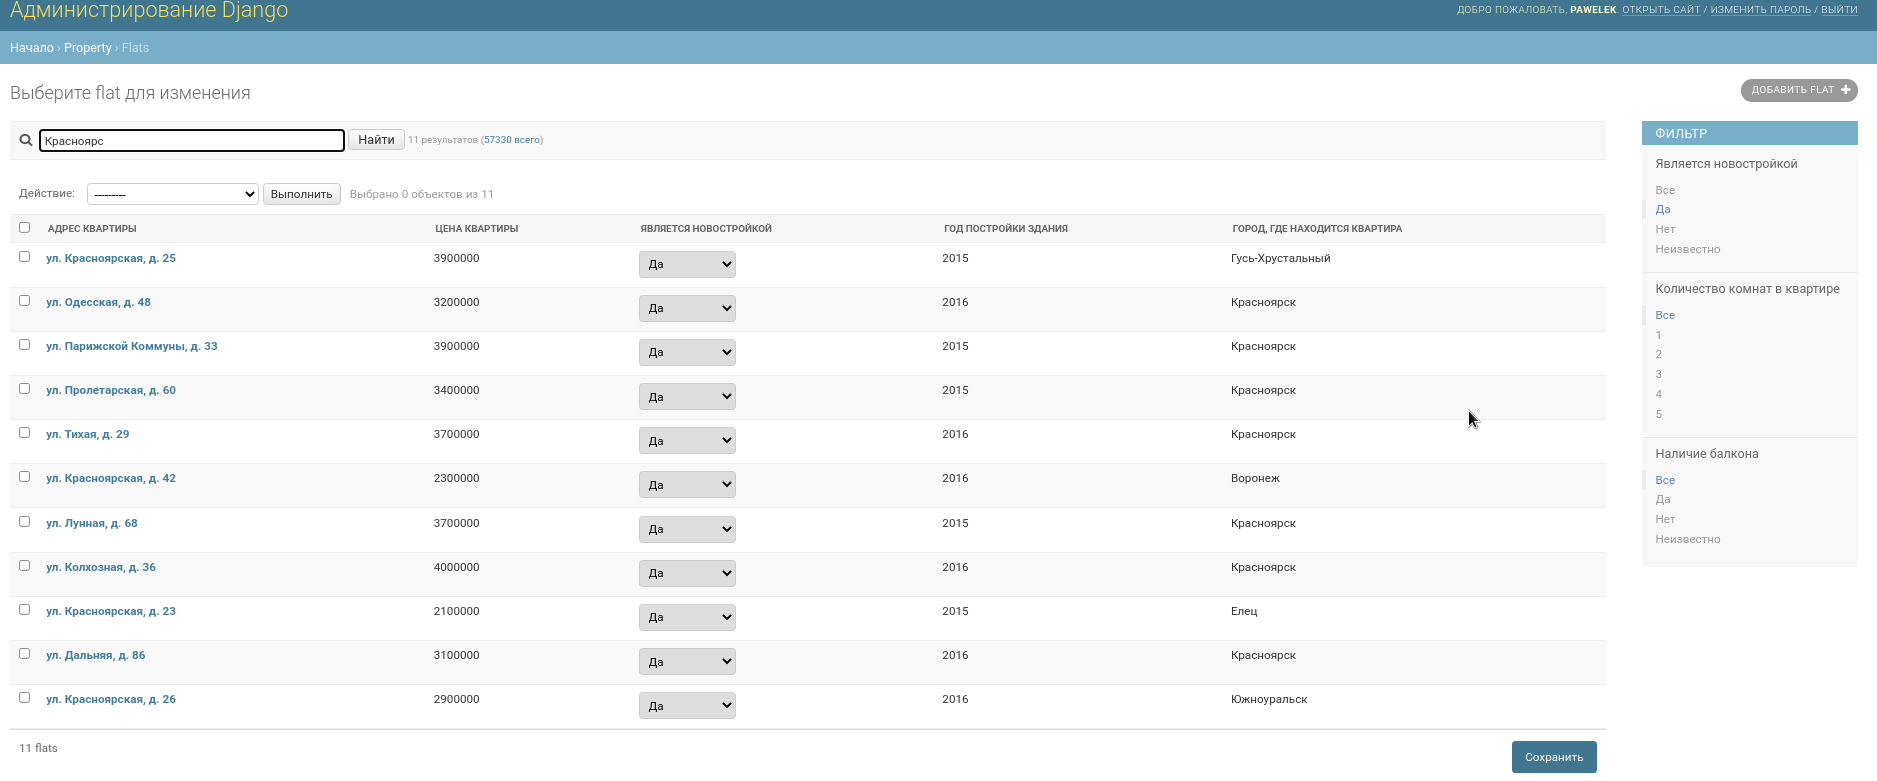 Администрирование Django
ДОБРО ПОЖАЛОВАТЬ, PAWELEK. ОТКРЫТЬ САЙТ / ИЗМЕНИТЬ ПАРОЛЬ / ВЫЙТИ
Начало › Property › Flats
Выберите flat для изменения
ДОБАВИТЬ FLAT +
Красноярс Найти 11 результатов (57330 всего)
Действие: --------- Выполнить Выбрано 0 объектов из 11
АДРЕС КВАРТИРЫ ЦЕНА КВАРТИРЫ ЯВЛЯЕТСЯ НОВОСТРОЙКОЙ ГОД ПОСТРОЙКИ ЗДАНИЯ ГОРОД, ГДЕ НАХОДИТСЯ КВАРТИРА
ул. Красноярская, д. 25 3900000 Да 2015 Гусь-Хрустальный
ул. Одесская, д. 48 3200000 Да 2016 Красноярск
ул. Парижской Коммуны, д. 33 3900000 Да 2015 Красноярск
ул. Пролетарская, д. 60 3400000 Да 2015 Красноярск
ул. Тихая, д. 29 3700000 Да 2016 Красноярск
ул. Красноярская, д. 42 2300000 Да 2016 Воронеж
ул. Лунная, д. 68 3700000 Да 2015 Красноярск
ул. Колхозная, д. 36 4000000 Да 2016 Красноярск
ул. Красноярская, д. 23 2100000 Да 2015 Елец
ул. Дальняя, д. 86 3100000 Да 2016 Красноярск
ул. Красноярская, д. 26 2900000 Да 2016 Южноуральск
11 flats
Сохранить
ФИЛЬТР
Является новостройкой
Все
Да
Нет
Неизвестно
Количество комнат в квартире
Все
1
2
3
4
5
Наличие балкона
Все
Да
Нет
Неизвестно